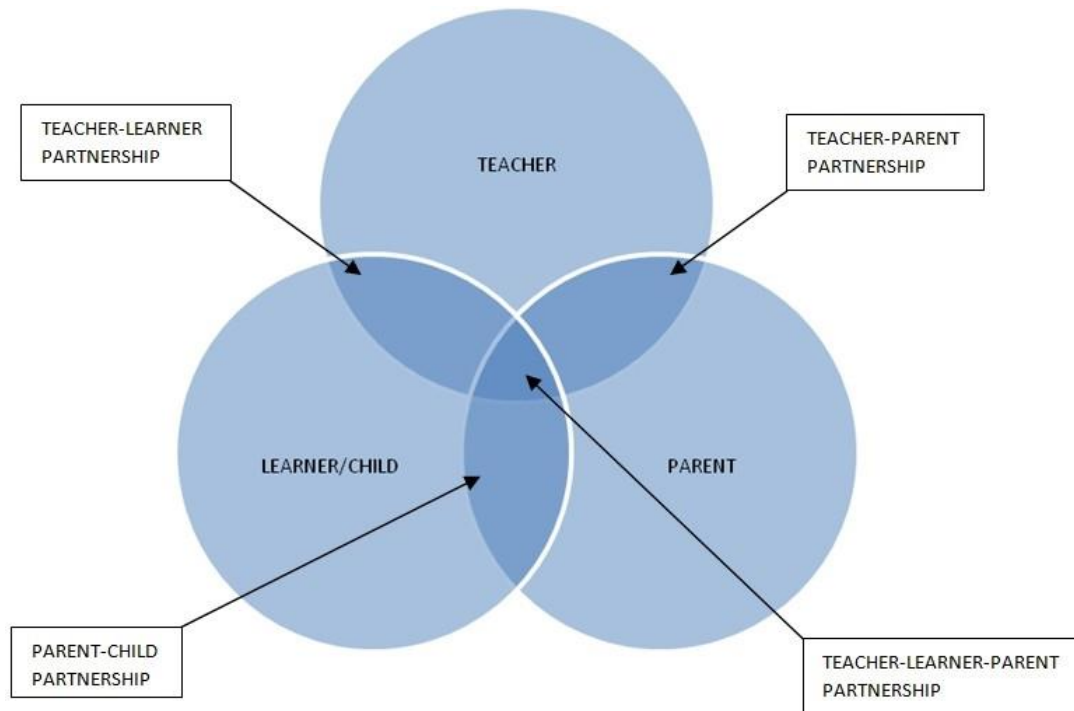 TEACHER-LEARNER
PARTNERSHIP
TEACHER-PARENT
PARTNERSHIP
TEACHER
LEARNER/CHILD
PARENT
PARENT-CHILD
PARTNERSHIP
TEACHER-LEARNER-PARENT
PARTNERSHIP